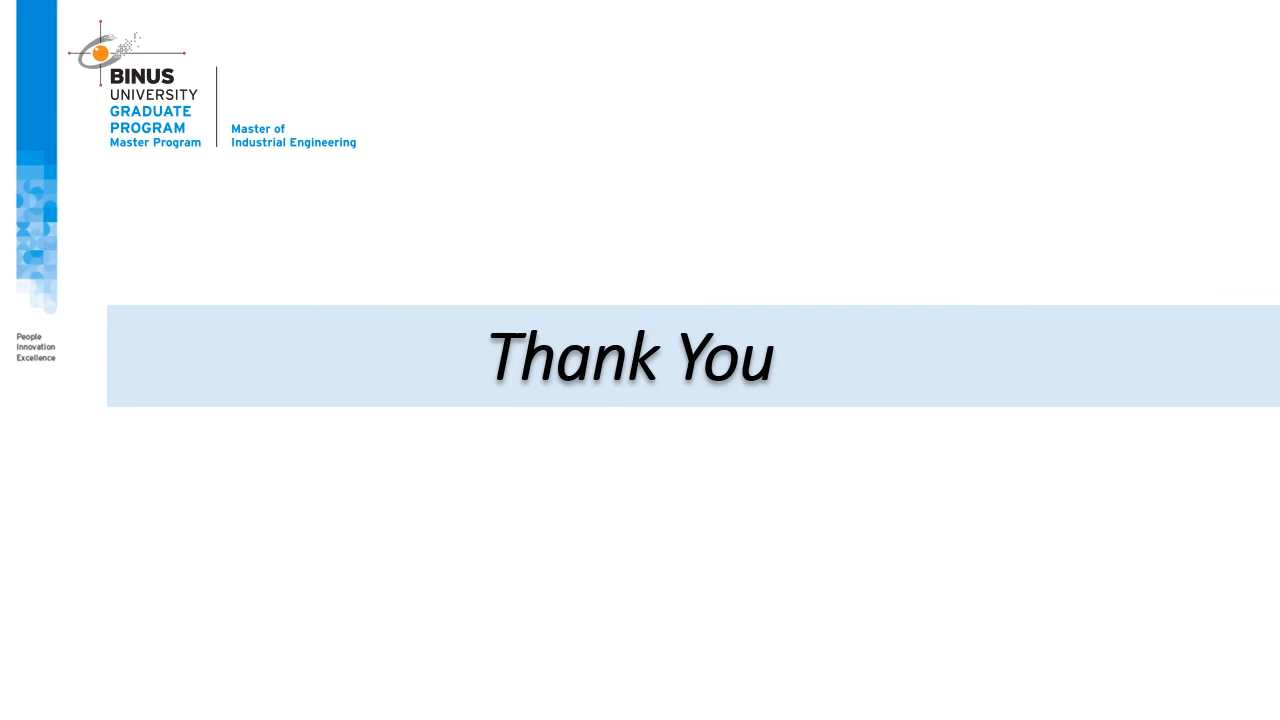 BINUS
UNIVERSITY
GRADUATE
PROGRAM
Master Program
Master of
Industrial Engineering
People
Innovation
Excellence
Thank You